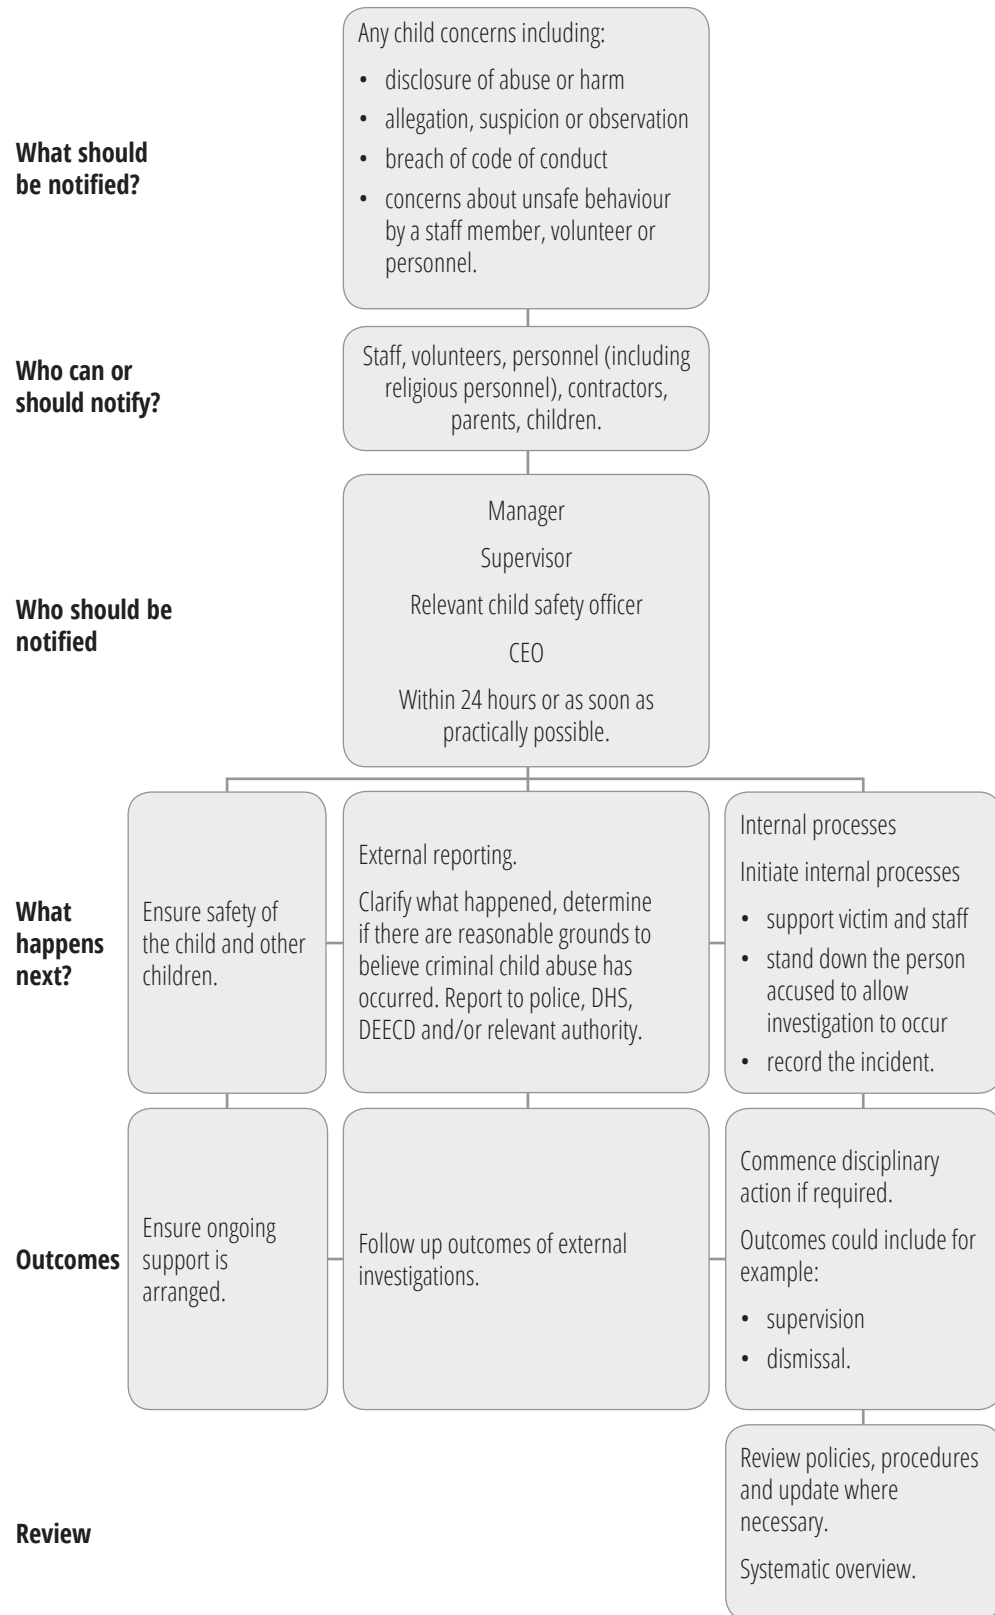 What should
be notified?
Any child concerns including:
• disclosure of abuse or harm
• allegation, suspicion or observation
• breach of code of conduct
• concerns about unsafe behaviour
by a staff member, volunteer or
personnel.
Who can or
should notify?
Staff, volunteers, personnel (including
religious personnel), contractors,
parents, children.
Who should be
notified
Manager
Supervisor
Relevant child safety officer
CEO
Within 24 hours or as soon as
practically possible.
What
happens
next?
Ensure safety of
the child and other
children.
External reporting.
Clarify what happened, determine
if there are reasonable grounds to
believe criminal child abuse has
occurred. Report to police, DHS,
DEECD and/or relevant authority.
Internal processes
Initiate internal processes
• support victim and staff
• stand down the person
accused to allow
investigation to occur
• record the incident.
Outcomes
Ensure ongoing
support is
arranged.
Follow up outcomes of external
investigations.
Commence disciplinary
action if required.
Outcomes could include for
example:
• supervision
• dismissal.
Review
Review policies, procedures
and update where
necessary.
Systematic overview.